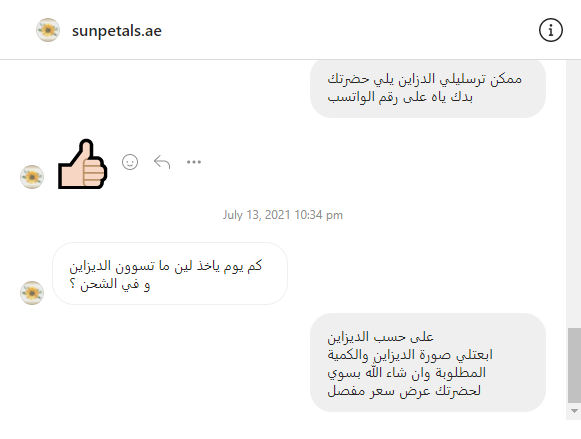 sunpetals.ae
ممكن ترسليلي الدزاين يلي حضرتك
بدك ياه على رقم الواتسب
July 13, 2021 10:34 pm
كم يوم ياخذ لين ما تسوون الديزاين
و في الشحن ؟
على حسب الديزاين
ابعتلي صورة الديزاين والكمية
المطلوبة وان شاء الله بسوي
لحضرتك عرض سعر مفصل